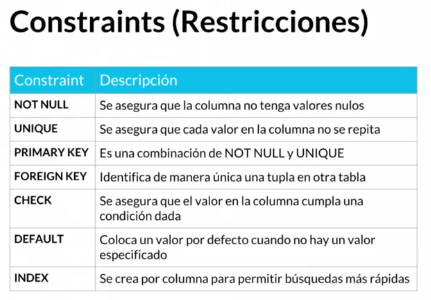 Constraints (Restricciones)
Constraint Descripción
NOT NULL Se asegura que la columna no tenga valores nulos
UNIQUE Se asegura que cada valor en la columna no se repita
PRIMARY KEY Es una combinación de NOT NULL y UNIQUE
FOREIGN KEY Identifica de manera única una tupla en otra tabla
CHECK Se asegura que el valor en la columna cumpla una
condición dada
DEFAULT Coloca un valor por defecto cuando no hay un valor
especificado
INDEX Se crea por columna para permitir búsquedas más rápidas